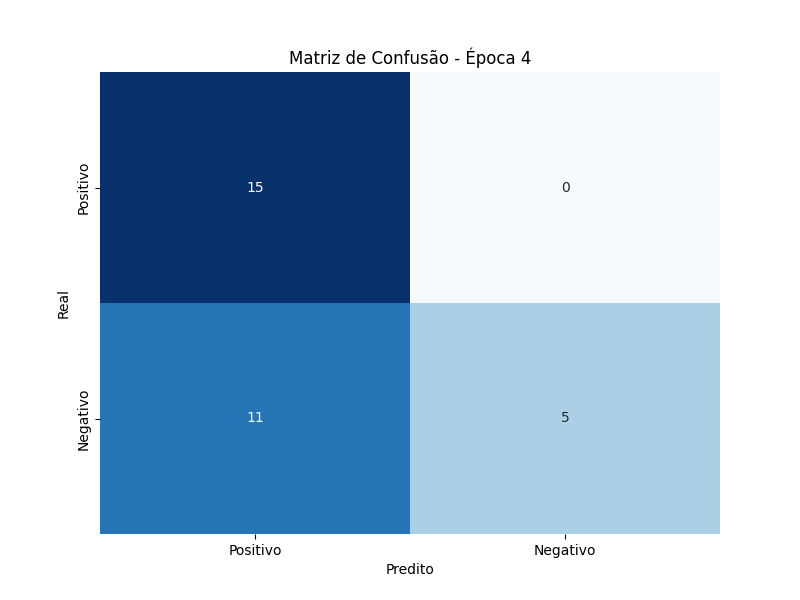 Matriz de Confusão - Época 4
Real
Positivo
15
0
Negativo
11
5
Positivo
Negativo
Predito